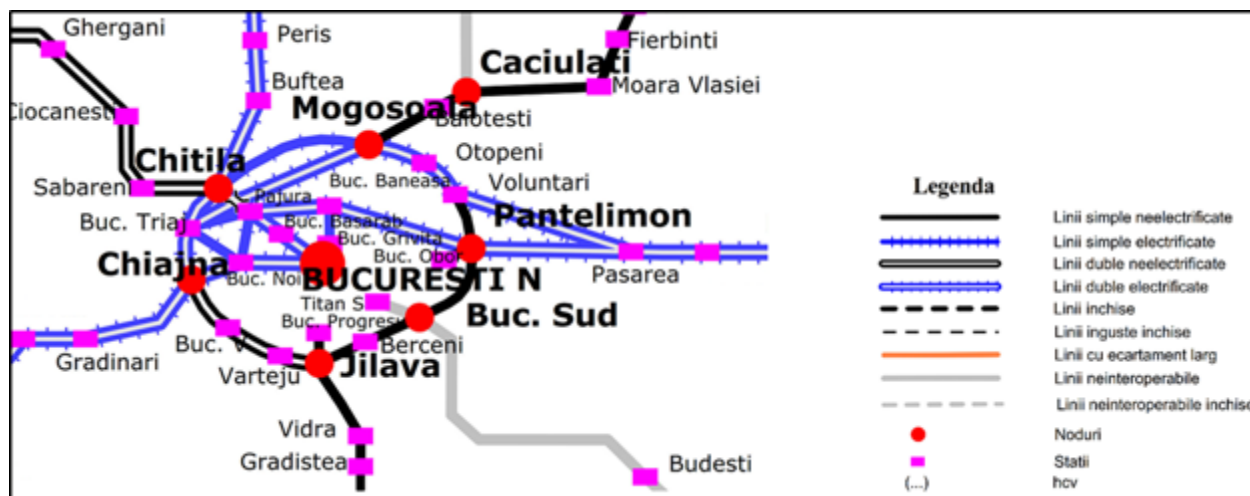 Ghergani
Peris
Fierbinti
Caciulati
Buftea
Moara Vlasiei
Mogosoaia
Balotesti
Ciocanest
Otopeni
Chitila
Buc. Baneasa
Sabareni
Pajura
Voluntari
Buc. Triaj
Buc. Basarab
Pantelimon
Buc. Grivita
Buc. Obor
Chiajna
Buc. Noi
BUCURESTI N
Pasarea
Titan S
Buc. Progresu
Buc. Sud
Gradinari
Buc. V
Berceni
Varteju
Jilava
Vidra
Gradistea
Budesti
Legenda
Linii simple neelectrificate
Linii simple electrificate
Linii duble neelectrificate
Linii duble electrificate
Linii inchise
Linii inguste inchise
Linii cu ecartament larg
Linii neinteroperabile
Linii neinteroperabile inchise
Noduri
Statii
(...) hcv